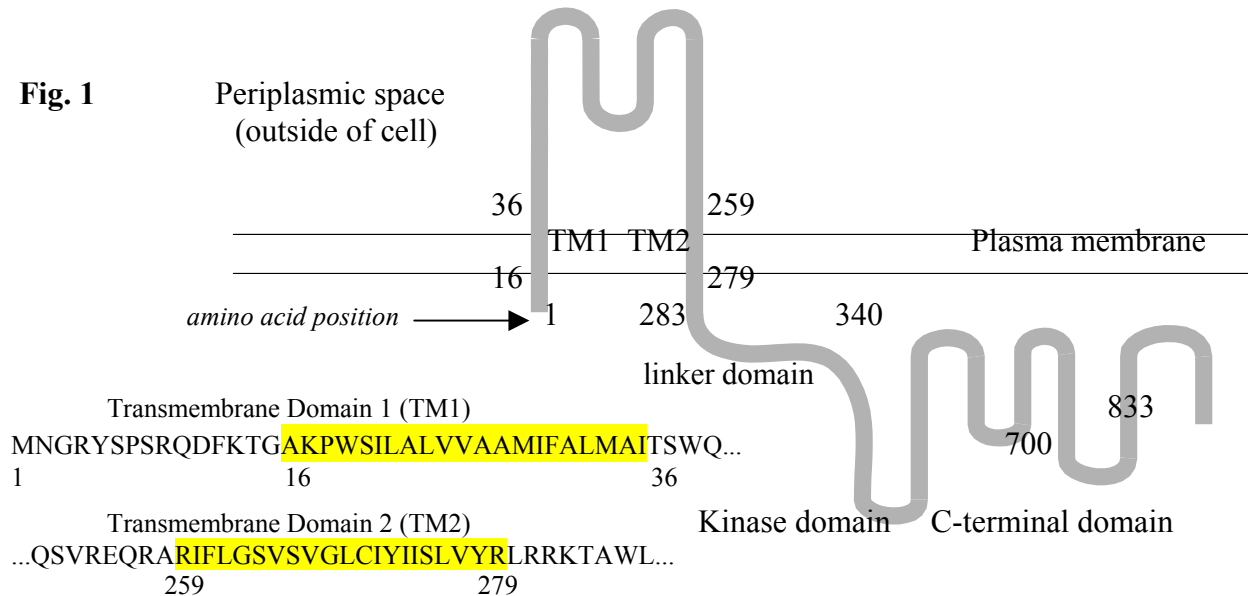 Fig. 1
Periplasmic space
(outside of cell)
36
259
TM1 TM2
Plasma membrane
16
279
amino acid position
1
283
340
linker domain
833
700
Kinase domain
C-terminal domain
Transmembrane Domain 1 (TM1)
MNGRYSPSRQDFKTGAKPWSILALVVAAMIFALMAITSWQ...
1
16
36
Transmembrane Domain 2 (TM2)
...QSVREQRARIFLGSVSVGLCIYIISLVYRLRRKTAWL...
259
279